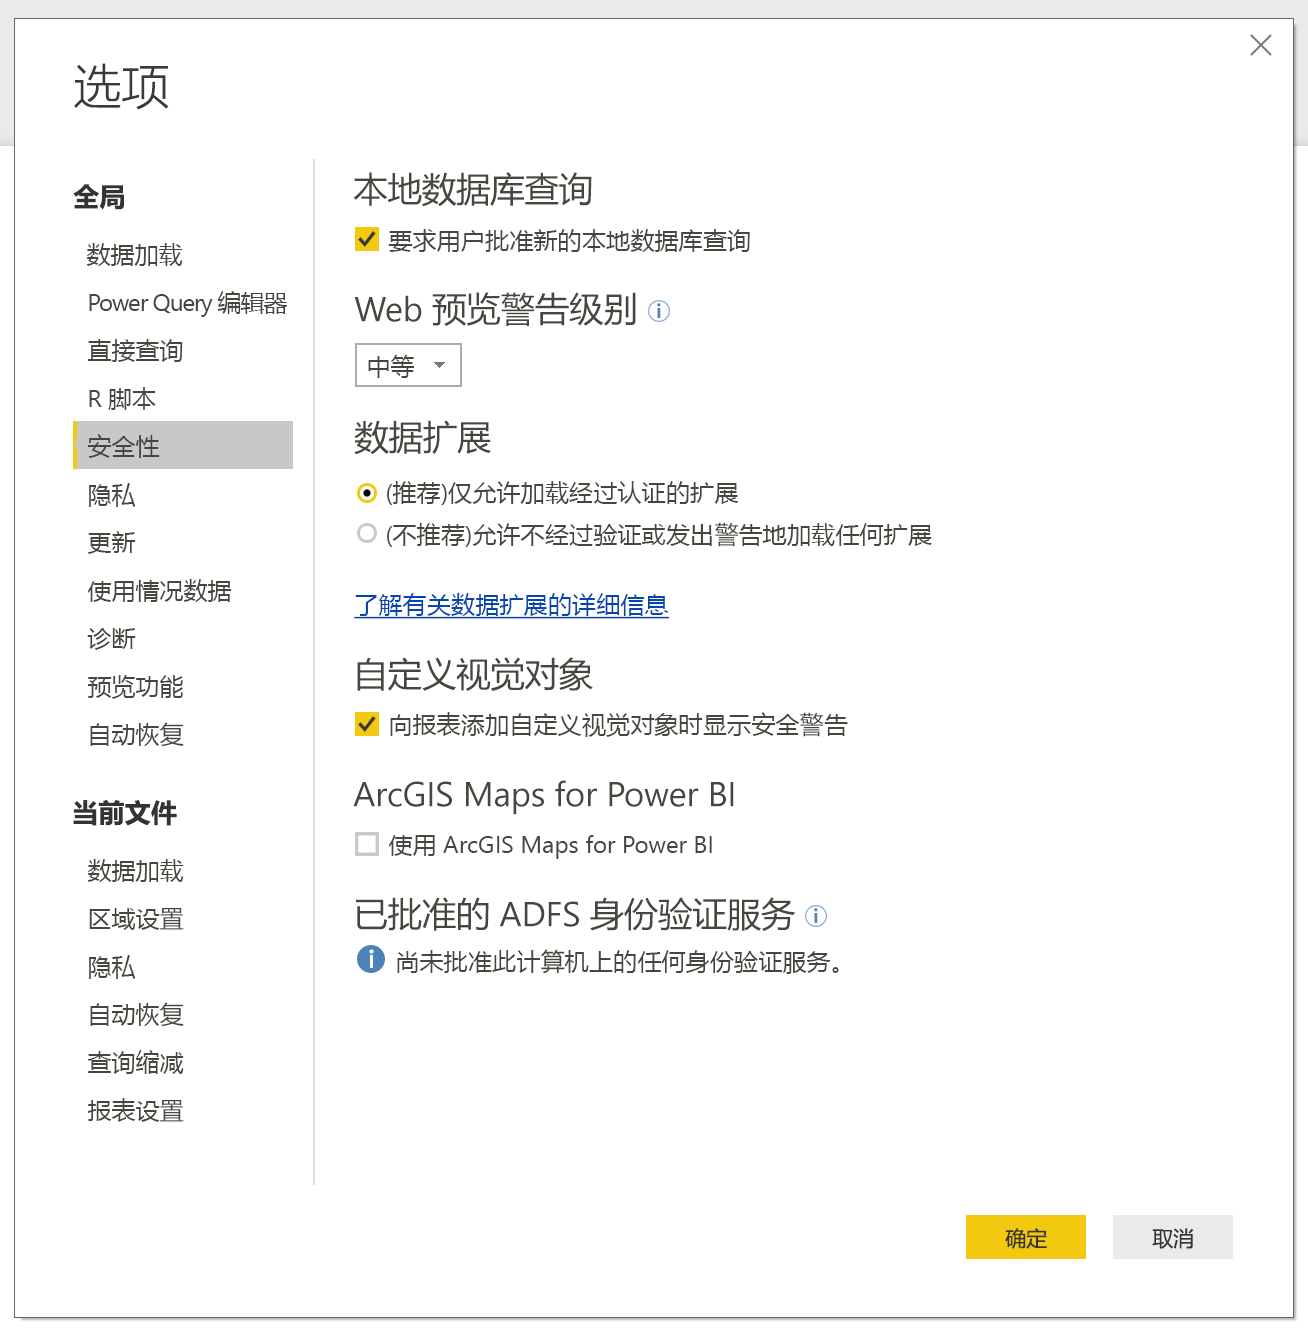 选项
全局
数据加载
Power Query 编辑器
直接查询
R 脚本
安全性
隐私
更新
使用情况数据
诊断
预览功能
自动恢复
当前文件
数据加载
区域设置
隐私
自动恢复
查询缩减
报表设置
本地数据库查询
要求用户批准新的本地数据库查询
Web 预览警告级别
中等
数据扩展
(推荐)仅允许加载经过认证的扩展
(不推荐)允许不经过验证或发出警告地加载任何扩展
了解有关数据扩展的详细信息
自定义视觉对象
向报表添加自定义视觉对象时显示安全警告
ArcGIS Maps for Power BI
使用 ArcGIS Maps for Power BI
已批准的 ADFS 身份验证服务
尚未批准此计算机上的任何身份验证服务。
确定
取消